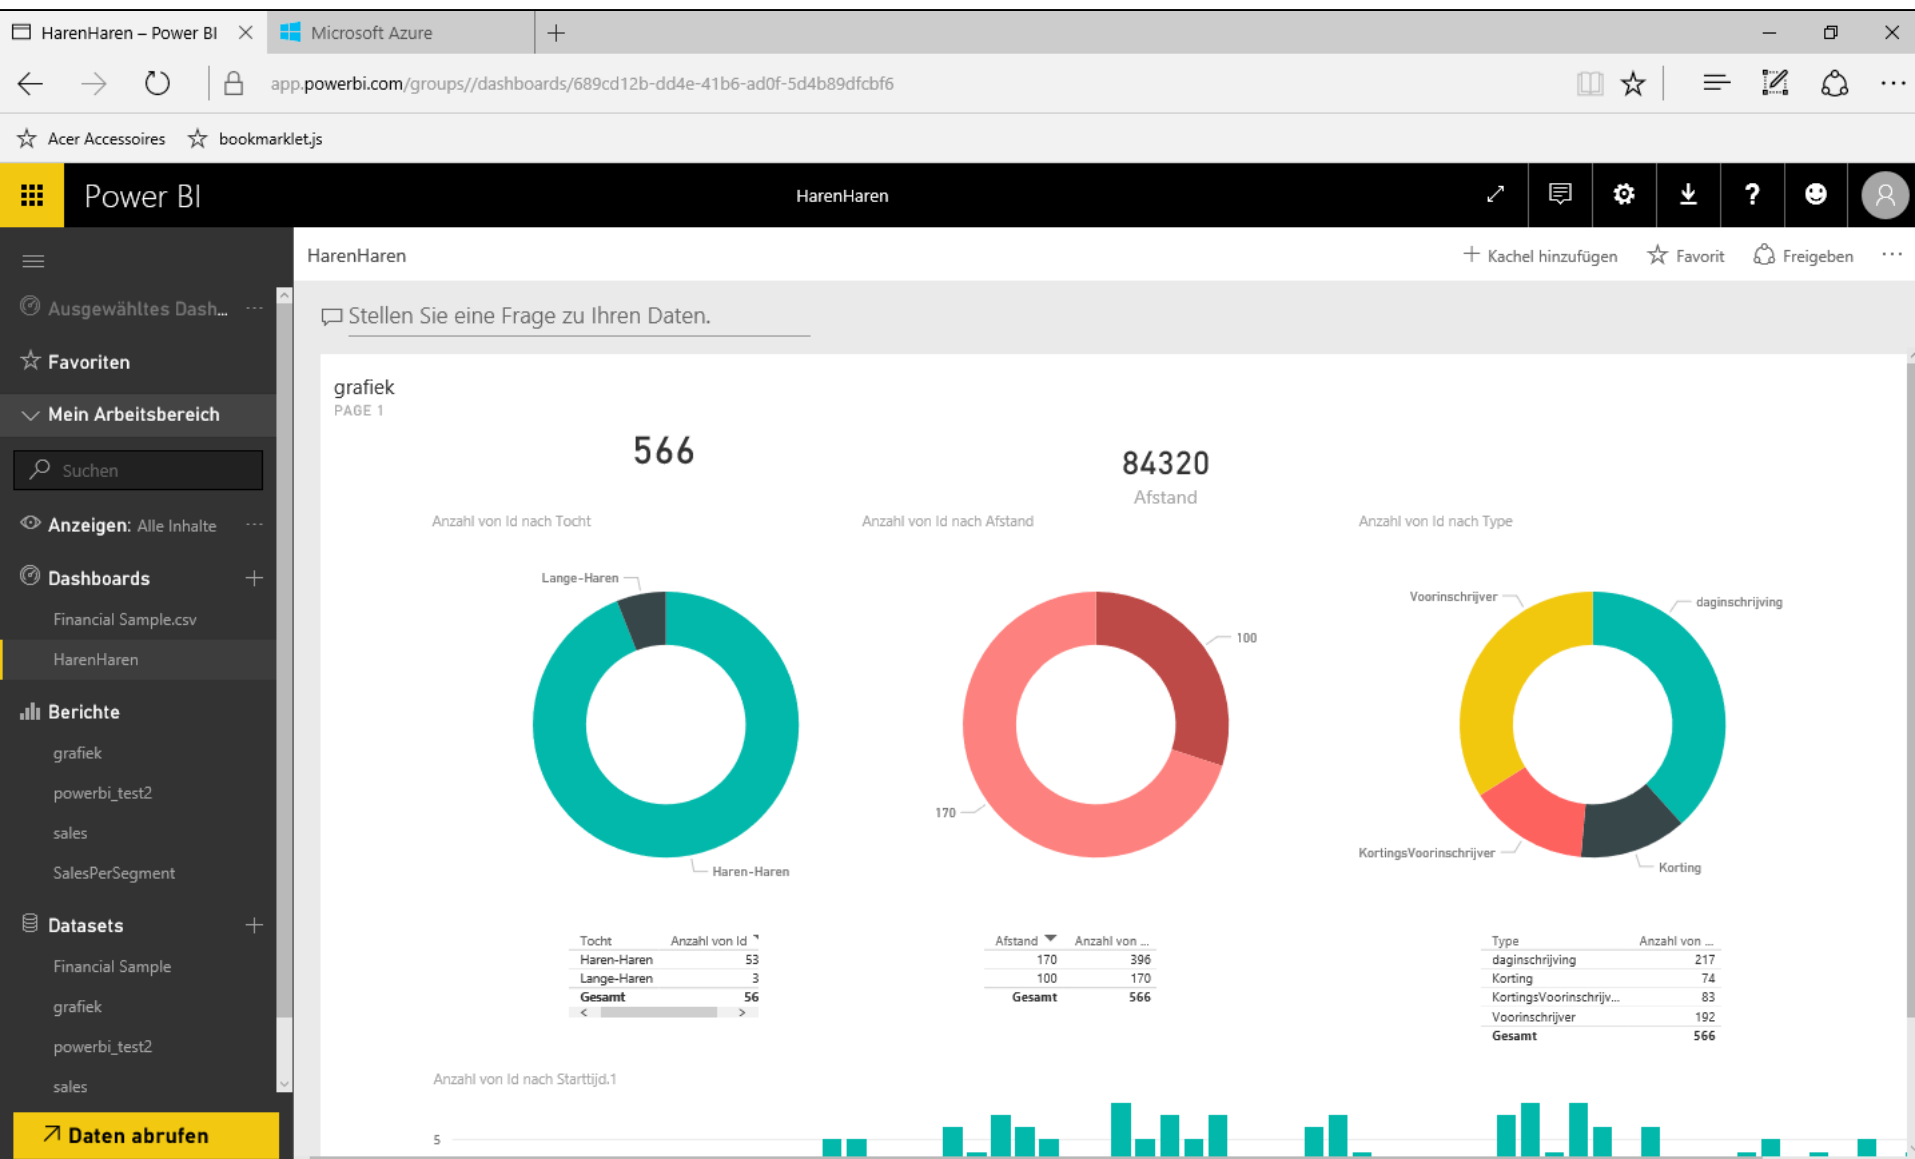 HarenHaren – Power BI
Microsoft Azure
app.powerbi.com/groups//dashboards/689cd12b-dd4e-41b6-ad0f-5d4b89dfcbf6
Acer Accessoires
bookmarklet.js
Power BI
HarenHaren
?
HarenHaren
Kachel hinzufügen
Favorit
Freigeben
Ausgewähltes Dash...
Favoriten
Mein Arbeitsbereich
Suchen
Anzeigen: Alle Inhalte
Dashboards
Financial Sample.csv
HarenHaren
Berichte
grafiek
powerbi_test2
sales
SalesPerSegment
Datasets
Financial Sample
grafiek
powerbi_test2
sales
Daten abrufen
Stellen Sie eine Frage zu Ihren Daten.
grafiek
PAGE 1
566
84320
Afstand
Anzahl von Id nach Tocht
Lange-Haren
Haren-Haren
Anzahl von Id nach Afstand
100
170
Anzahl von Id nach Type
Voorinschrijver
daginschrijving
KortingsVoorinschrijver
Korting
Tocht Anzahl von Id
Haren-Haren 53
Lange-Haren 3
Gesamt 56
Afstand Anzahl von ...
170 396
100 170
Gesamt 566
Type Anzahl von ...
daginschrijving 217
Korting 74
KortingsVoorinschrijv... 83
Voorinschrijver 192
Gesamt 566
Anzahl von Id nach Starttijd.1
5